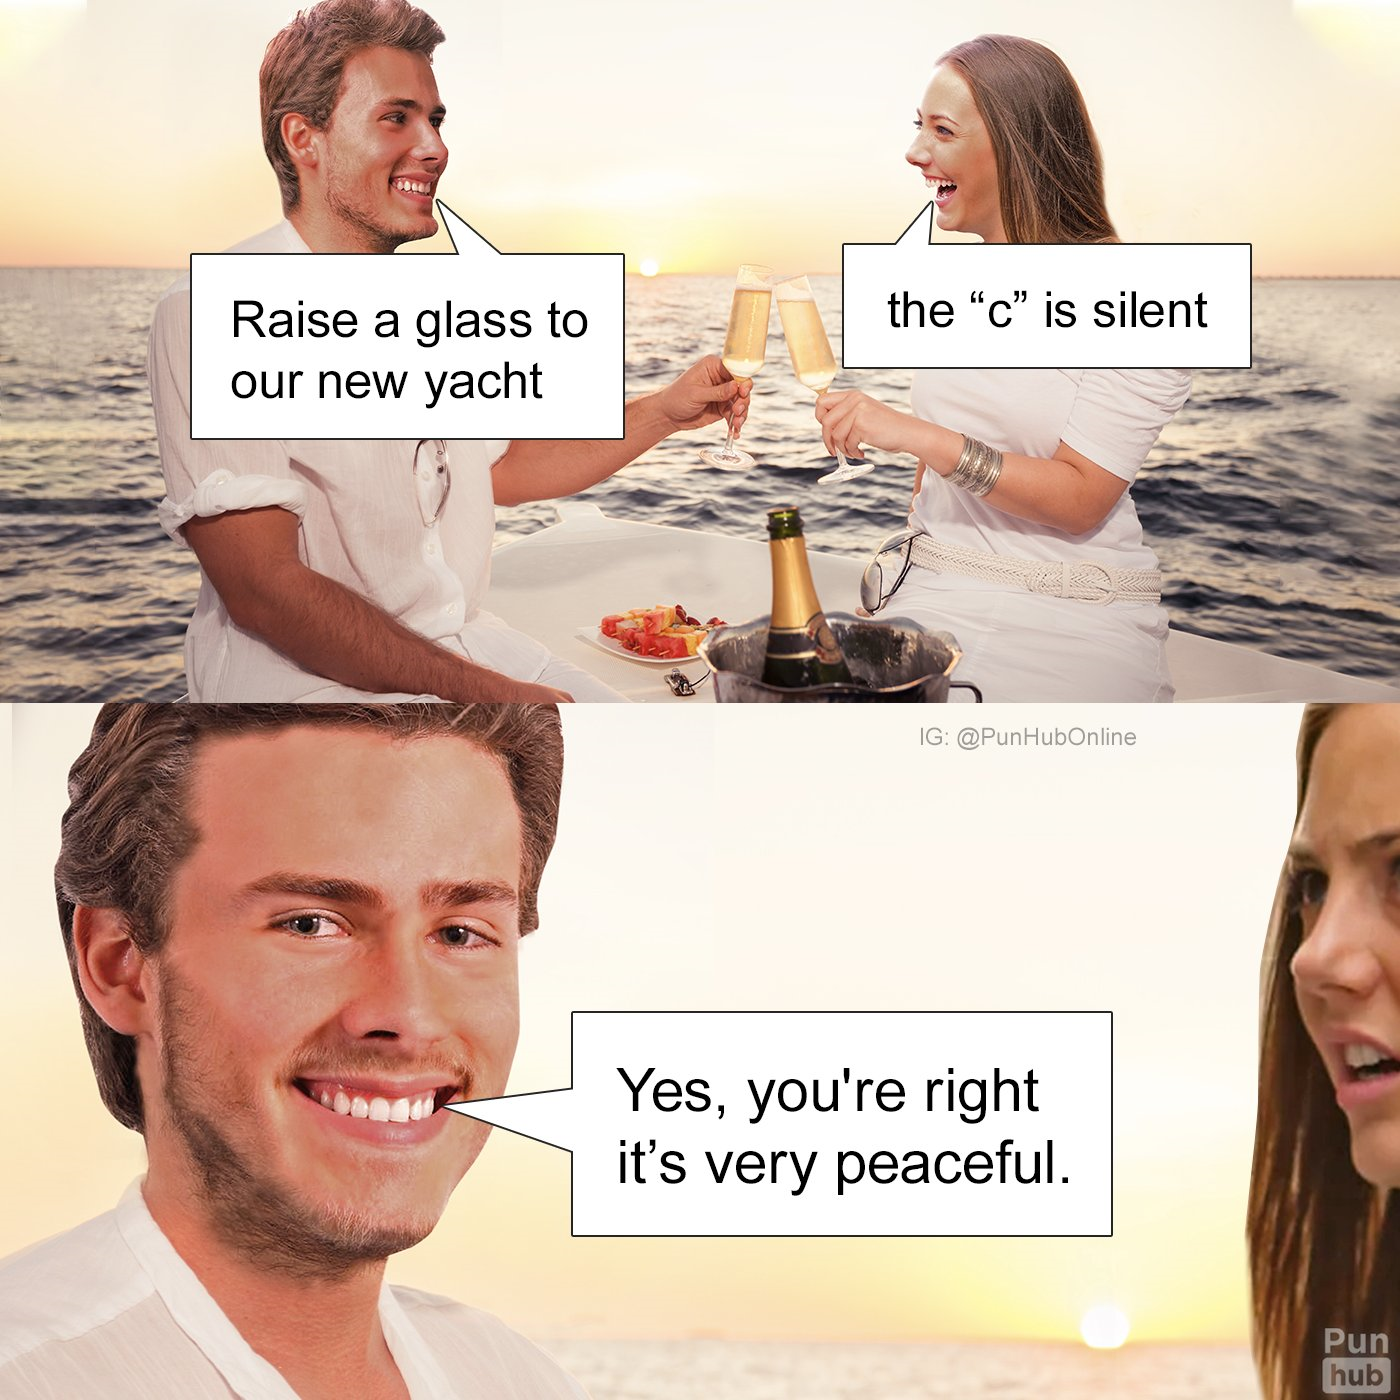 Raise a glass to
our new yacht
the “c” is silent
IG: @PunHubOnline
Yes, you're right
it’s very peaceful.
Pun
hub